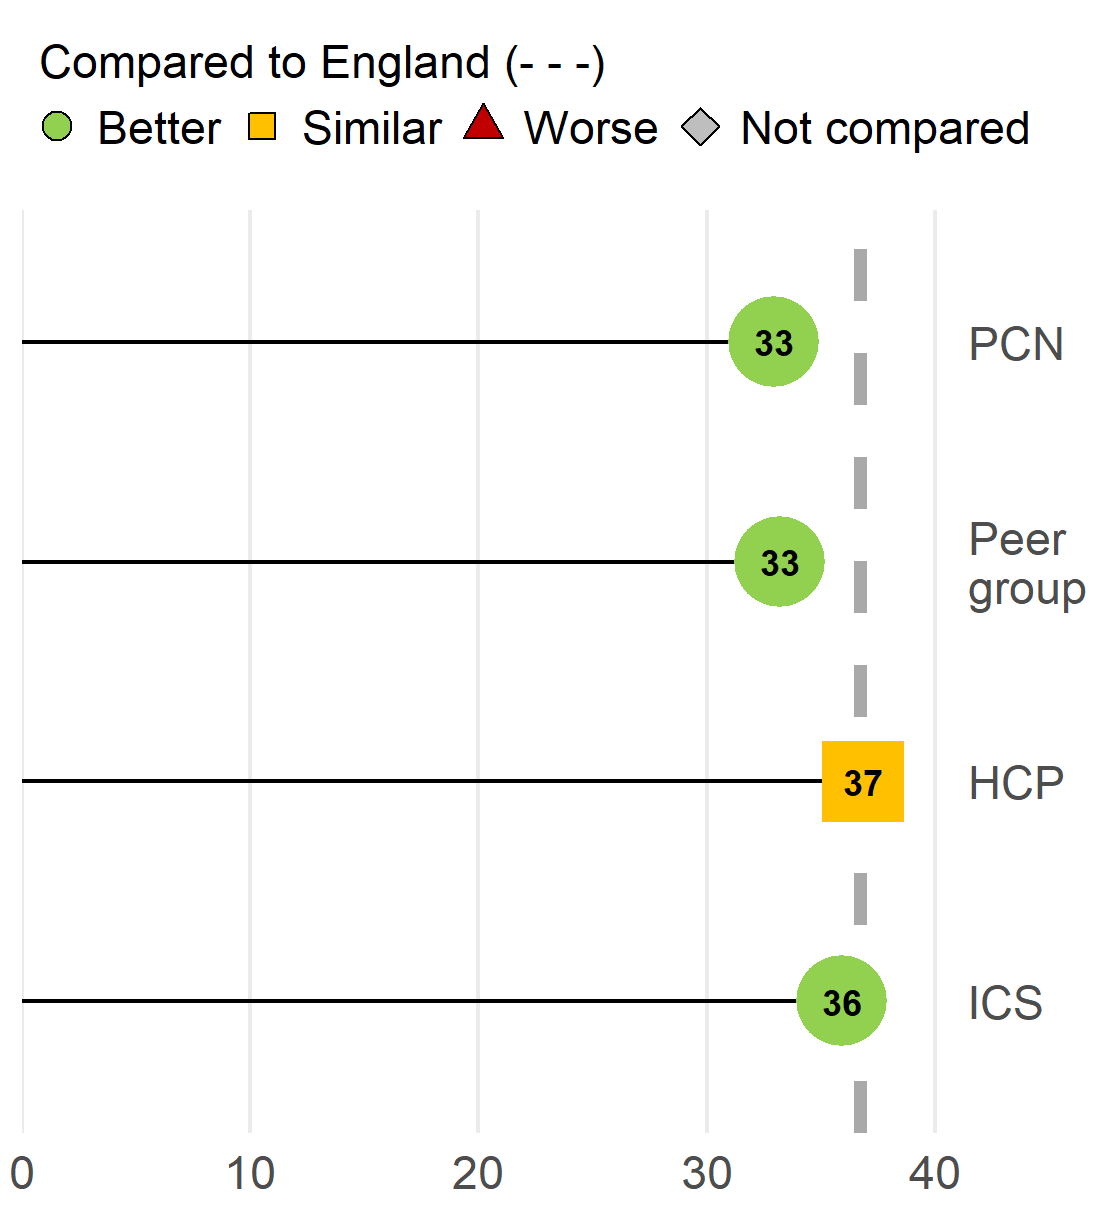 Compared to England (- - -)
Better Similar Worse Not compared
33 PCN
33 Peer
group
37 HCP
36 ICS
0 10 20 30 40